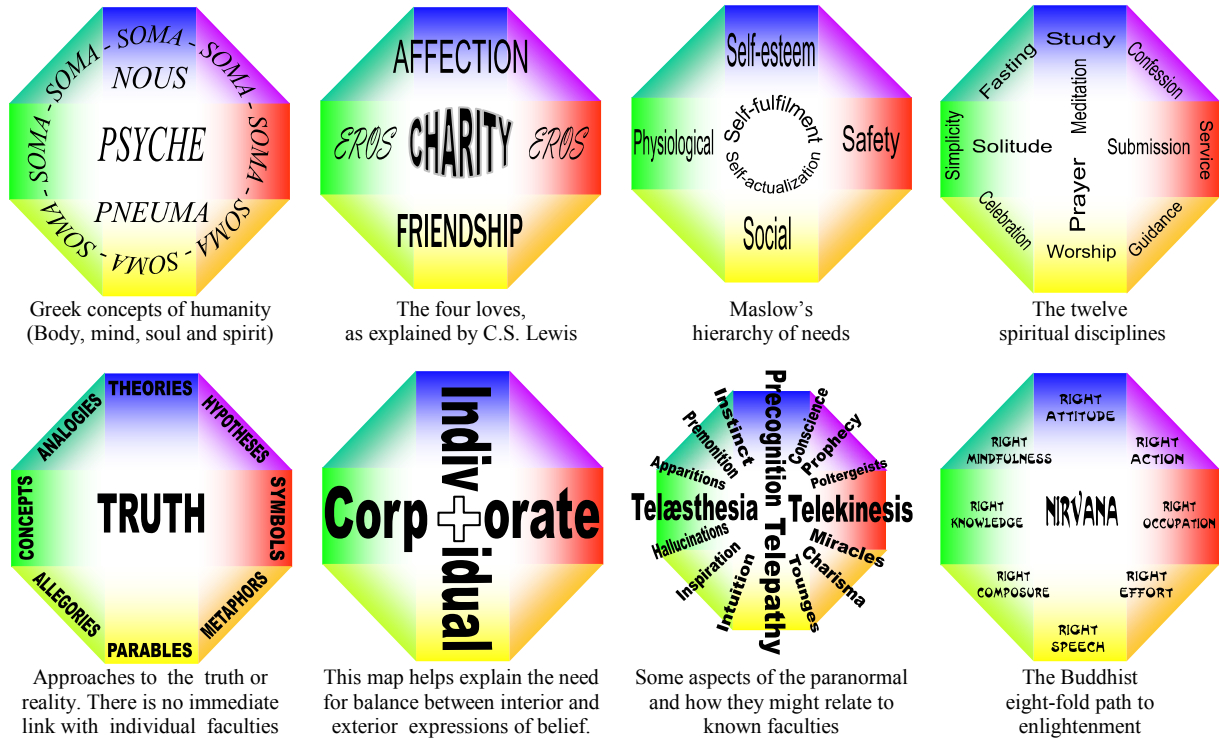 SOMA - SOMA - SOMA - SOMA - SOMA - SOMA - SOMA - SOMA
NOUS
PSYCHE
PNEUMA
Greek concepts of humanity
(Body, mind, soul and spirit)
AFFECTION
EROS CHARITY EROS
FRIENDSHIP
The four loves,
as explained by C.S. Lewis
Self-esteem
Physiological
Self-fulfilment
Self-actualization
Safety
Social
Maslow's
hierarchy of needs
Study
Fasting
Confession
Meditation
Simplicity
Solitude
Submission
Service
Prayer
Celebration
Guidance
Worship
The twelve
spiritual disciplines
THEORIES
ANALOGIES
HYPOTHESES
CONCEPTS
TRUTH
SYMBOLS
ALLEGORIES
METAPHORS
PARABLES
Approaches to the truth or
reality. There is no immediate
link with individual faculties
Individual
Corp orate
This map helps explain the need
for balance between interior and
exterior expressions of belief.
Precognition
Instinct
Conscience
Premonition
Prophecy
Apparitions
Poltergeists
Telæsthesia
Telekinesis
Hallucinations
Miracles
Inspiration
Charisma
Intuition
Tounges
Telepathy
Some aspects of the paranormal
and how they might relate to
known faculties
RIGHT
ATTITUDE
RIGHT
MINDFULNESS
RIGHT
ACTION
RIGHT
KNOWLEDGE
NIRVANA
RIGHT
OCCUPATION
RIGHT
COMPOSURE
RIGHT
EFFORT
RIGHT
SPEECH
The Buddhist
eight-fold path to
enlightenment